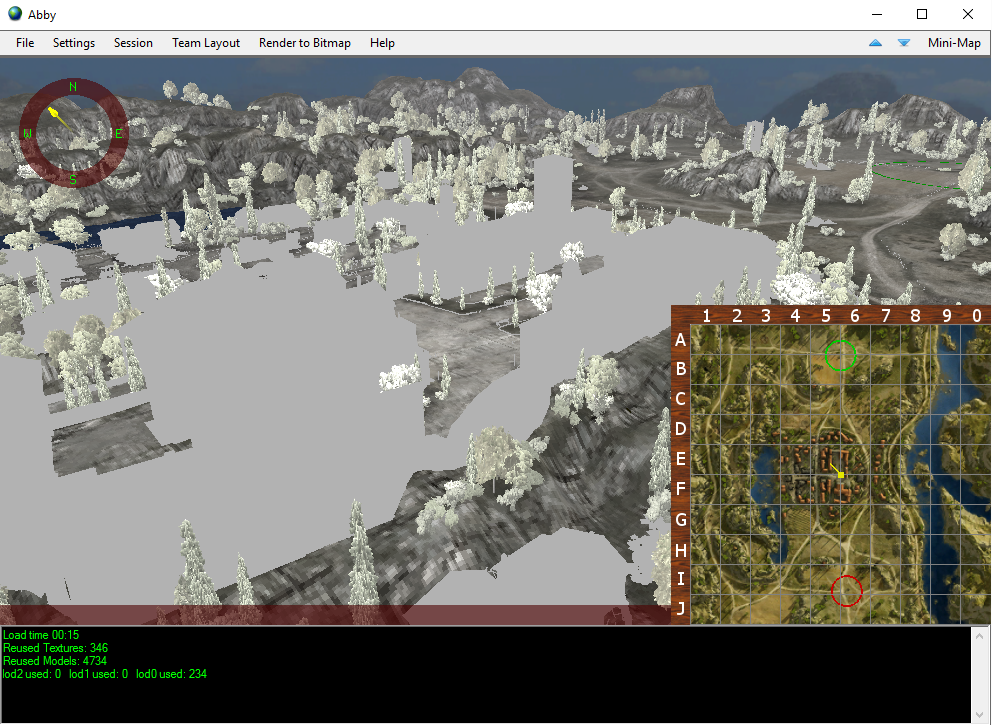 Abby
File Settings Session Team Layout Render to Bitmap Help Mini-Map
N
W E
S
1 2 3 4 5 6 7 8 9 0
A
B
C
D
E
F
G
H
I
J
Load time 00:15
Reused Textures: 346
Reused Models: 4734
lod2 used: 0 lod1 used: 0 lod0 used: 234